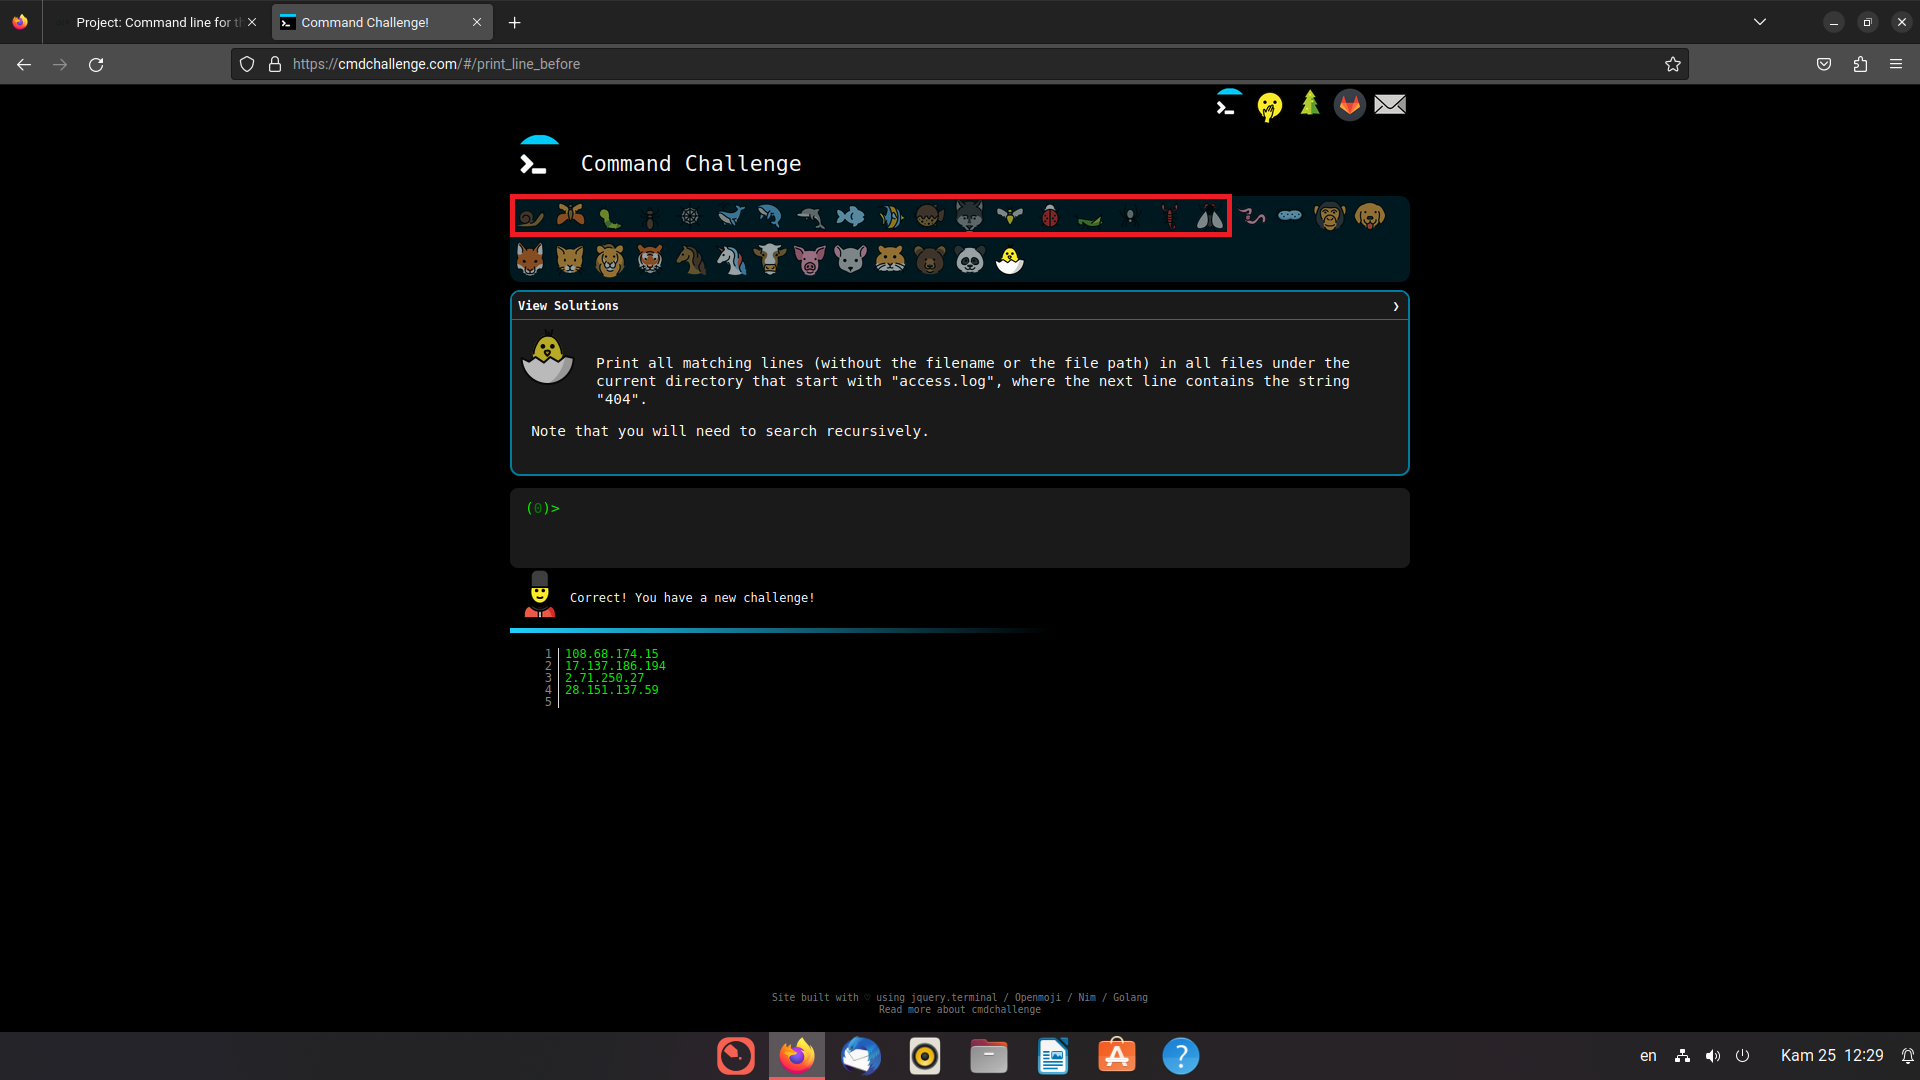 Project: Command line for t
Command Challenge!
https://cmdchallenge.com/#/print_line_before
Command Challenge
View Solutions
Print all matching lines (without the filename or the file path) in all files under the
current directory that start with "access.log", where the next line contains the string
"404".
Note that you will need to search recursively.
(0)>
Correct! You have a new challenge!
1 108.68.174.15
2 17.137.186.194
3 2.71.250.27
4 28.151.137.59
5
Site built with ♡ using jquery.terminal / Openmoji / Nim / Golang
Read more about cmdchallenge
en
Kam 25 12:29